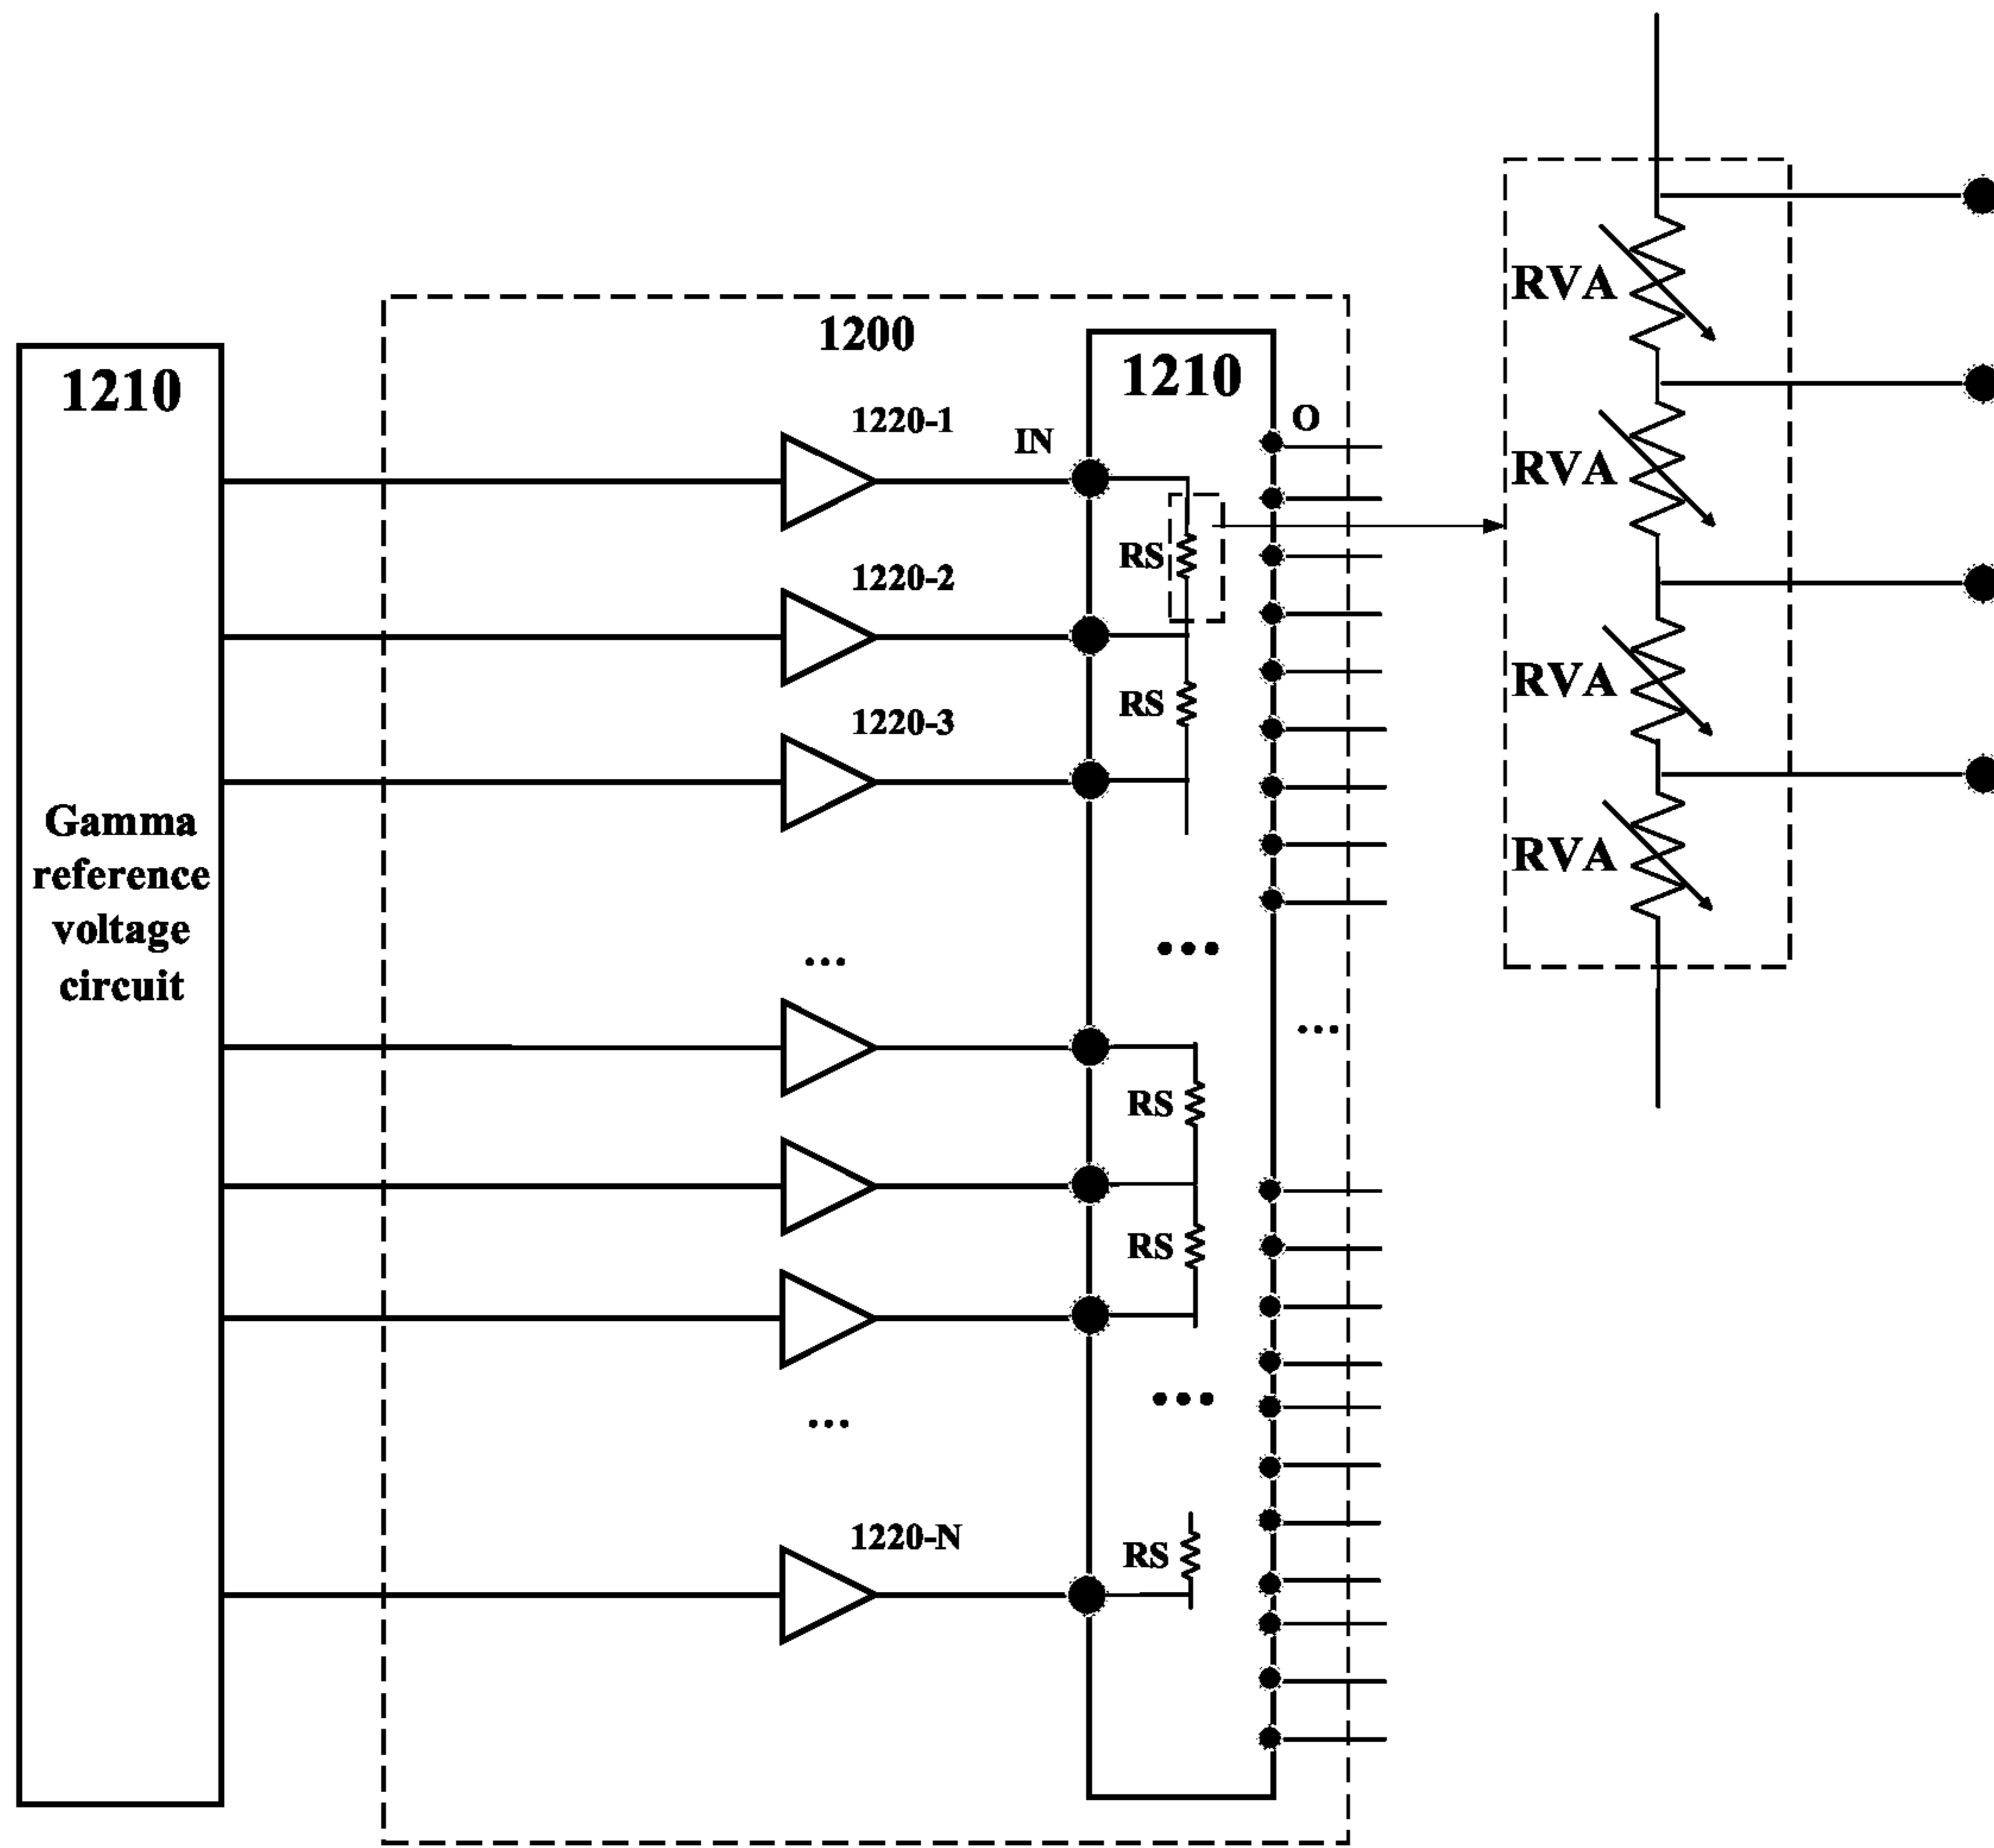 1210
Gamma
reference
voltage
circuit
1200
1220-1
1220-2
1220-3
...
...
1220-N
IN
1210
RS
RS
...
RS
RS
...
RS
O
...
RVA
RVA
RVA
RVA